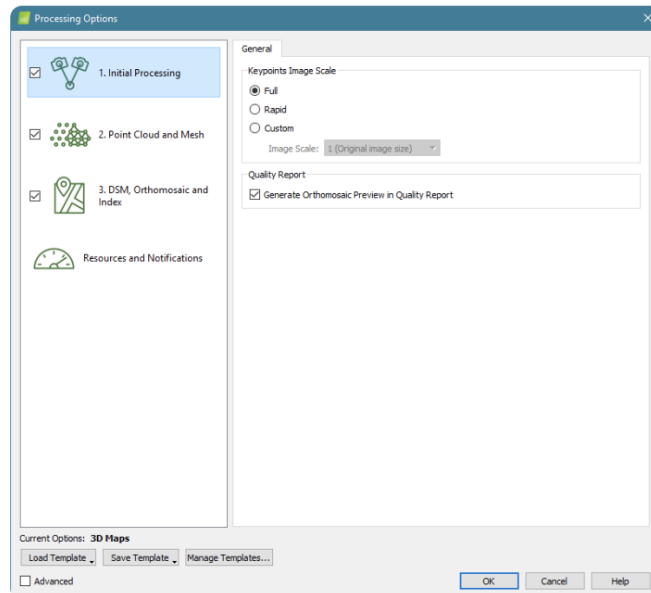 Processing Options
1. Initial Processing
2. Point Cloud and Mesh
3. DSM, Orthomosaic and
Index
Resources and Notifications
General
Keypoints Image Scale
Full
Rapid
Custom
Image Scale: 1 (Original image size)
Quality Report
Generate Orthomosaic Preview in Quality Report
Current Options: 3D Maps
Load Template Save Template Manage Templates...
Advanced
OK Cancel Help